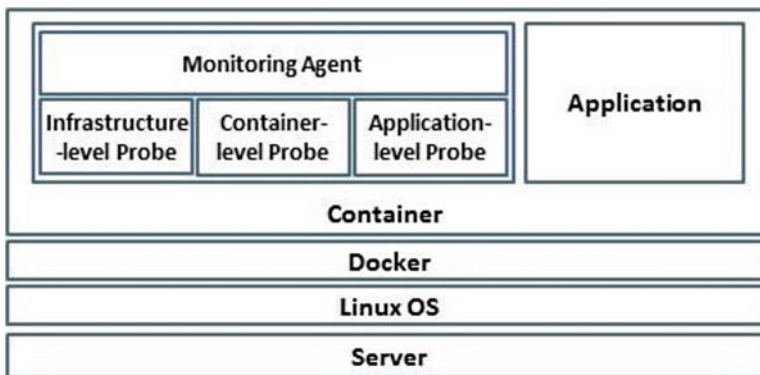 Monitoring Agent
Infrastructure
-level Probe
Container-
level Probe
Application-
level Probe
Application
Container
Docker
Linux OS
Server